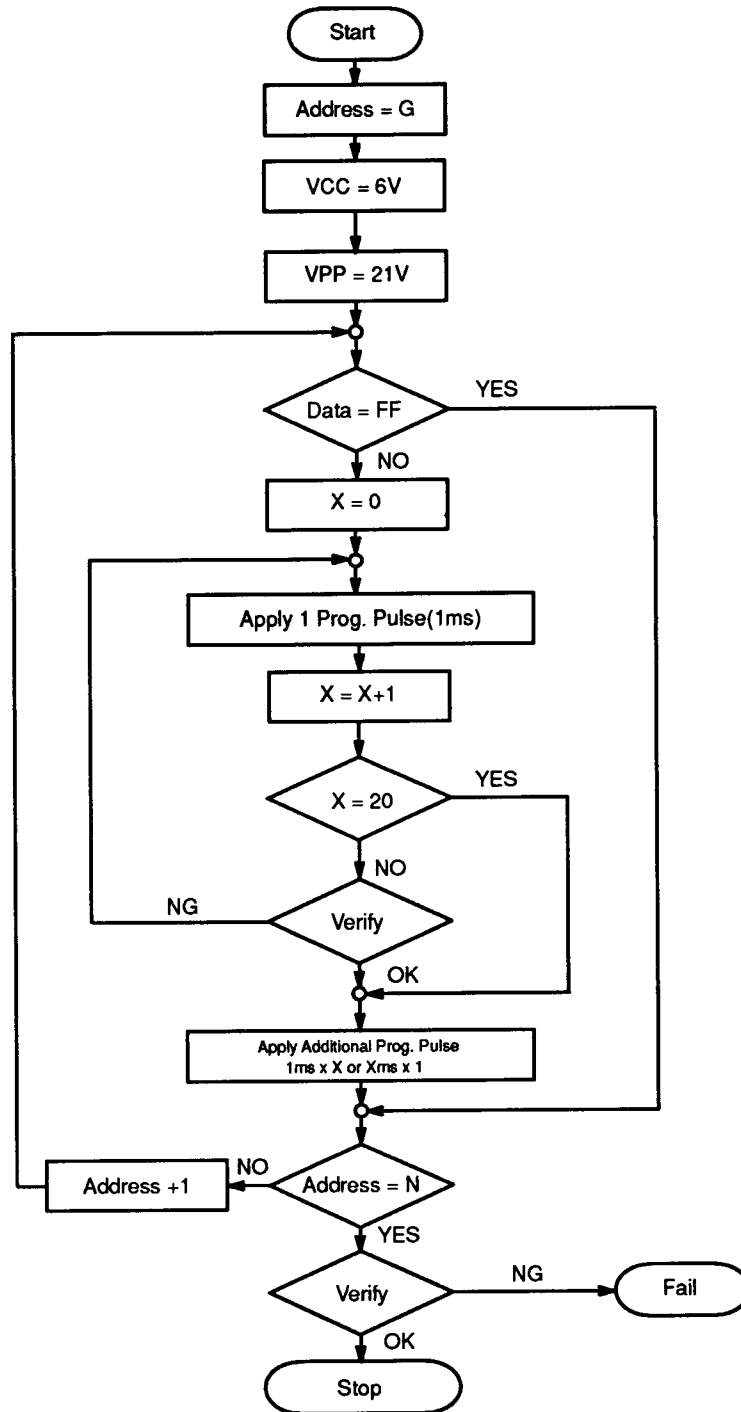 Start
Address = G
VCC = 6V
VPP = 21V
Data = FF
YES
NO
X = 0
Apply 1 Prog. Pulse(1ms)
X = X+1
X = 20
YES
NO
NG
Verify
OK
Apply Additional Prog. Pulse
1ms x X or Xms x 1
Address +1
NO
Address = N
YES
Verify
NG
Fail
OK
Stop